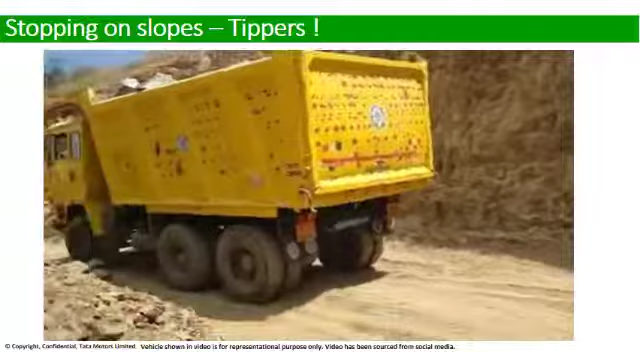 Stopping on slopes – Tippers !
© Copyright, Confidential, Tata Motors Limited. Vehicle shown in video is for representational purpose only. Video has been sourced from social media.